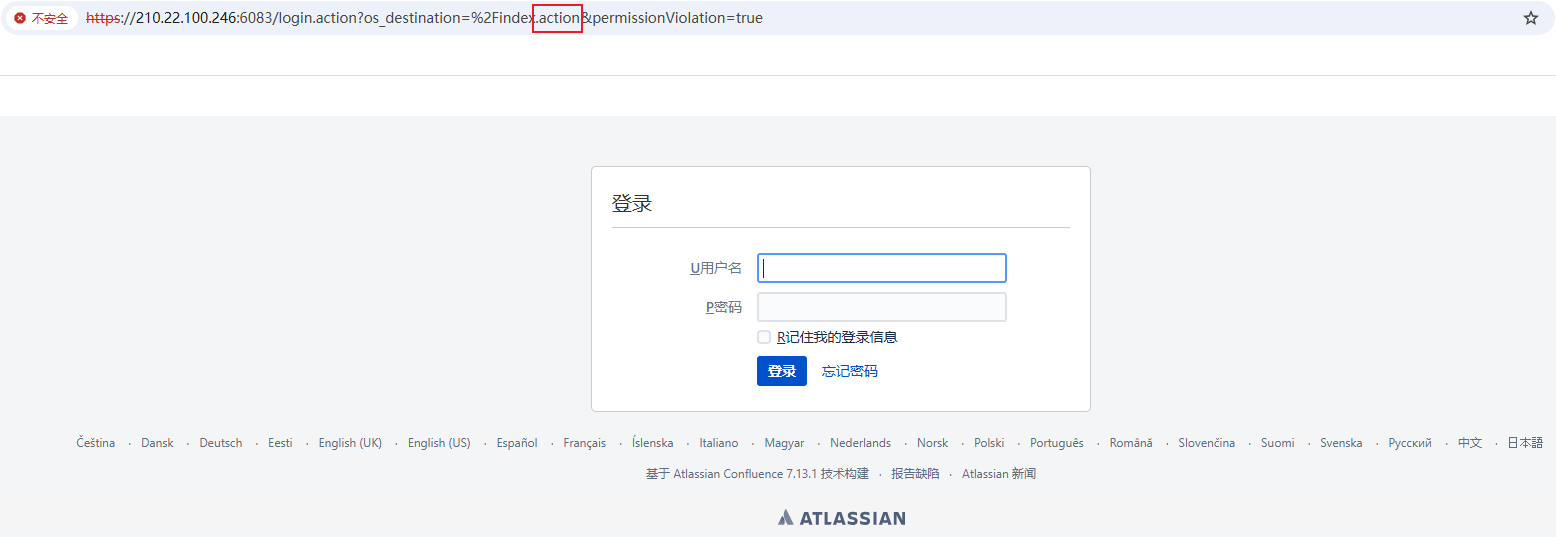 不安全 https://210.22.100.246:6083/login.action?os_destination=%2Findex.action&permissionViolation=true
登录
U用户名
P密码
R记住我的登录信息
登录 忘记密码
Čeština · Dansk · Deutsch · Eesti · English (UK) · English (US) · Español · Français · Íslenska · Italiano · Magyar · Nederlands · Norsk · Polski · Português · Română · Slovenčina · Suomi · Svenska · Русский · 中文 · 日本語
基于 Atlassian Confluence 7.13.1 技术构建 · 报告缺陷 · Atlassian 新闻
ATLASSIAN